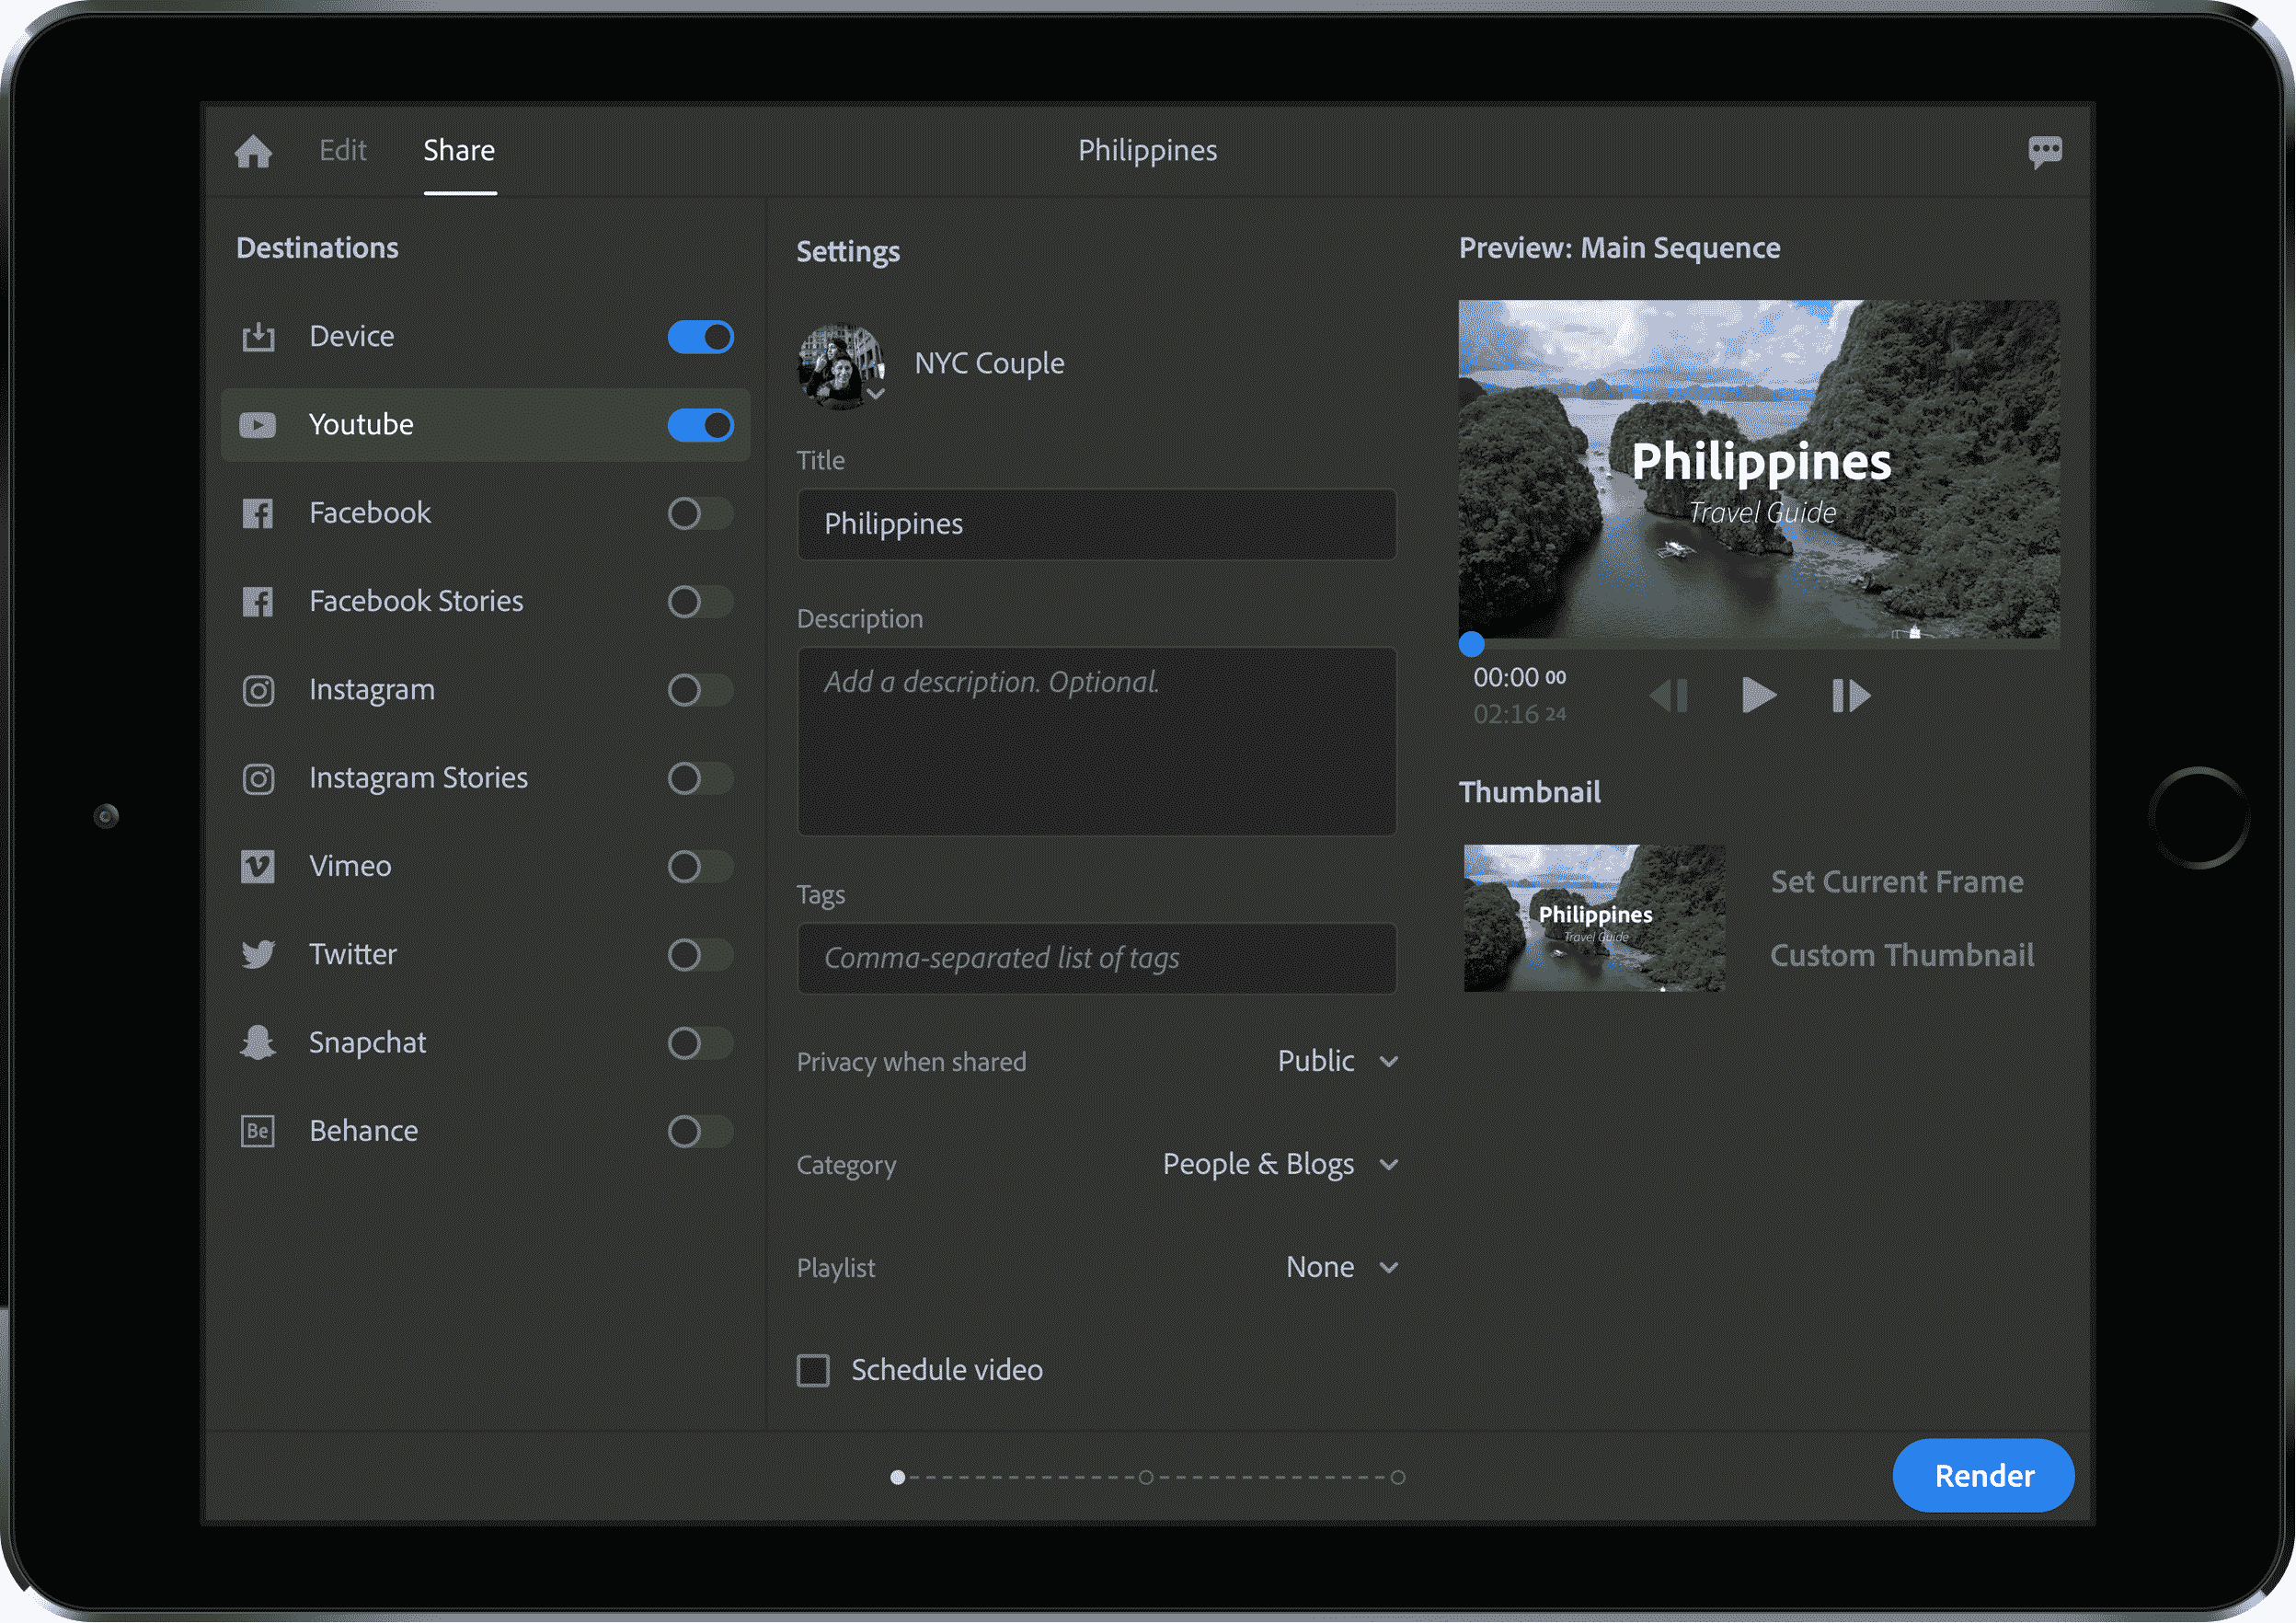 Edit
Share
Philippines
Destinations
Device
Youtube
Facebook
Facebook Stories
Instagram
Instagram Stories
Vimeo
Twitter
Snapchat
Be
Behance
Settings
NYC Couple
Title
Philippines
Description
Add a description. Optional.
Tags
Comma-separated list of tags
Privacy when shared
Public
Category
People & Blogs
Playlist
None
Schedule video
Preview: Main Sequence
Philippines
Travel Guide
00:00 00
02:16 24
Thumbnail
Philippines
Travel Guide
Set Current Frame
Custom Thumbnail
Render